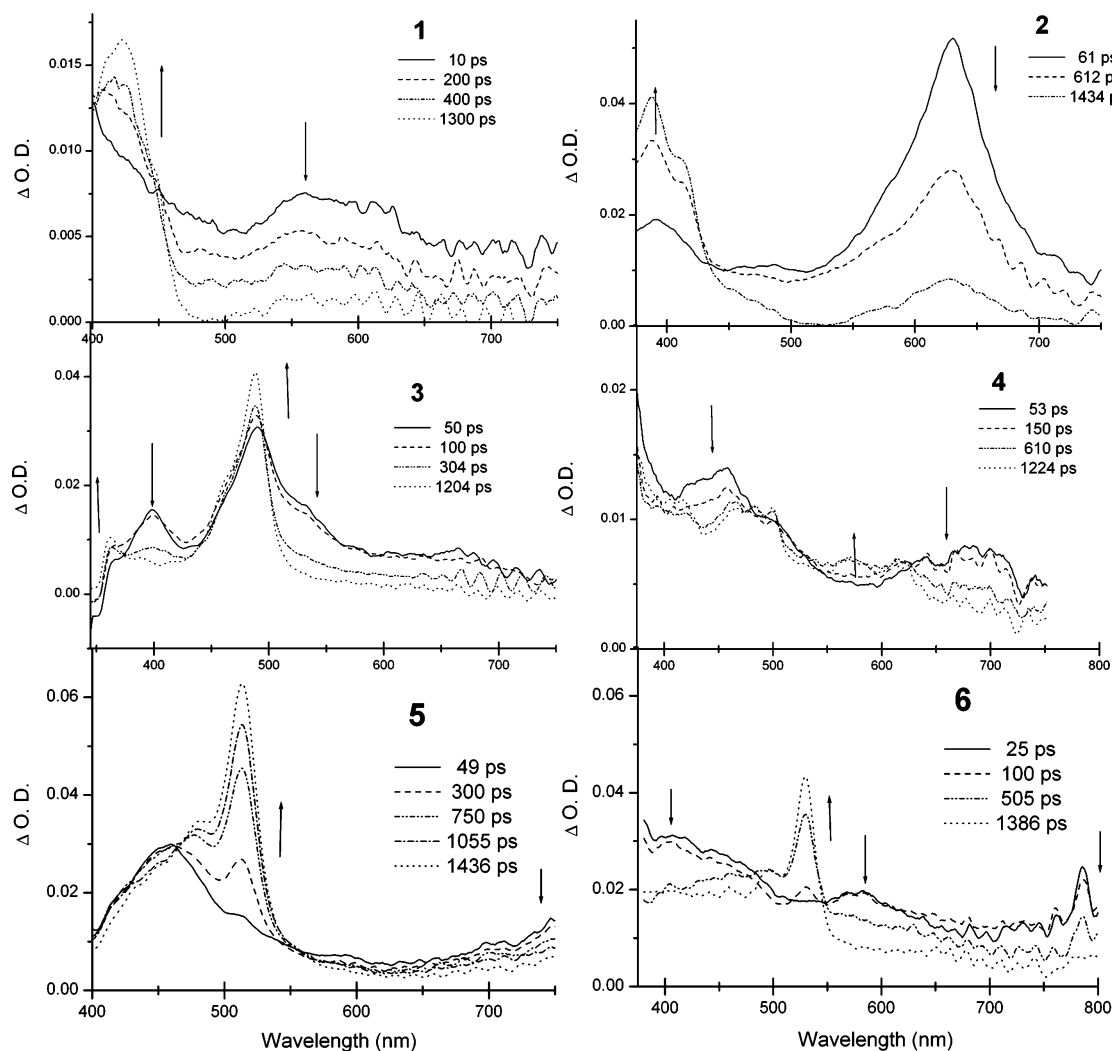 1
10 ps
200 ps
400 ps
1300 ps
0.015
0.010
0.005
0.000
Δ O. D.
400 500 600 700
2
61 ps
612 p
1434 p
0.04
0.02
0.00
Δ O. D.
400 500 600 700
3
50 ps
100 ps
304 ps
1204 ps
0.04
0.02
0.00
Δ O.D.
400 500 600 700
4
53 ps
150 ps
610 ps
1224 ps
0.02
0.01
0.00
Δ O.D.
400 500 600 700 800
5
49 ps
300 ps
750 ps
1055 ps
1436 ps
0.06
0.04
0.02
0.00
Δ O. D.
400 500 600 700
Wavelength (nm)
6
25 ps
100 ps
505 ps
1386 ps
0.06
0.04
0.02
0.00
Δ O. D.
400 500 600 700 800
Wavelength (nm)